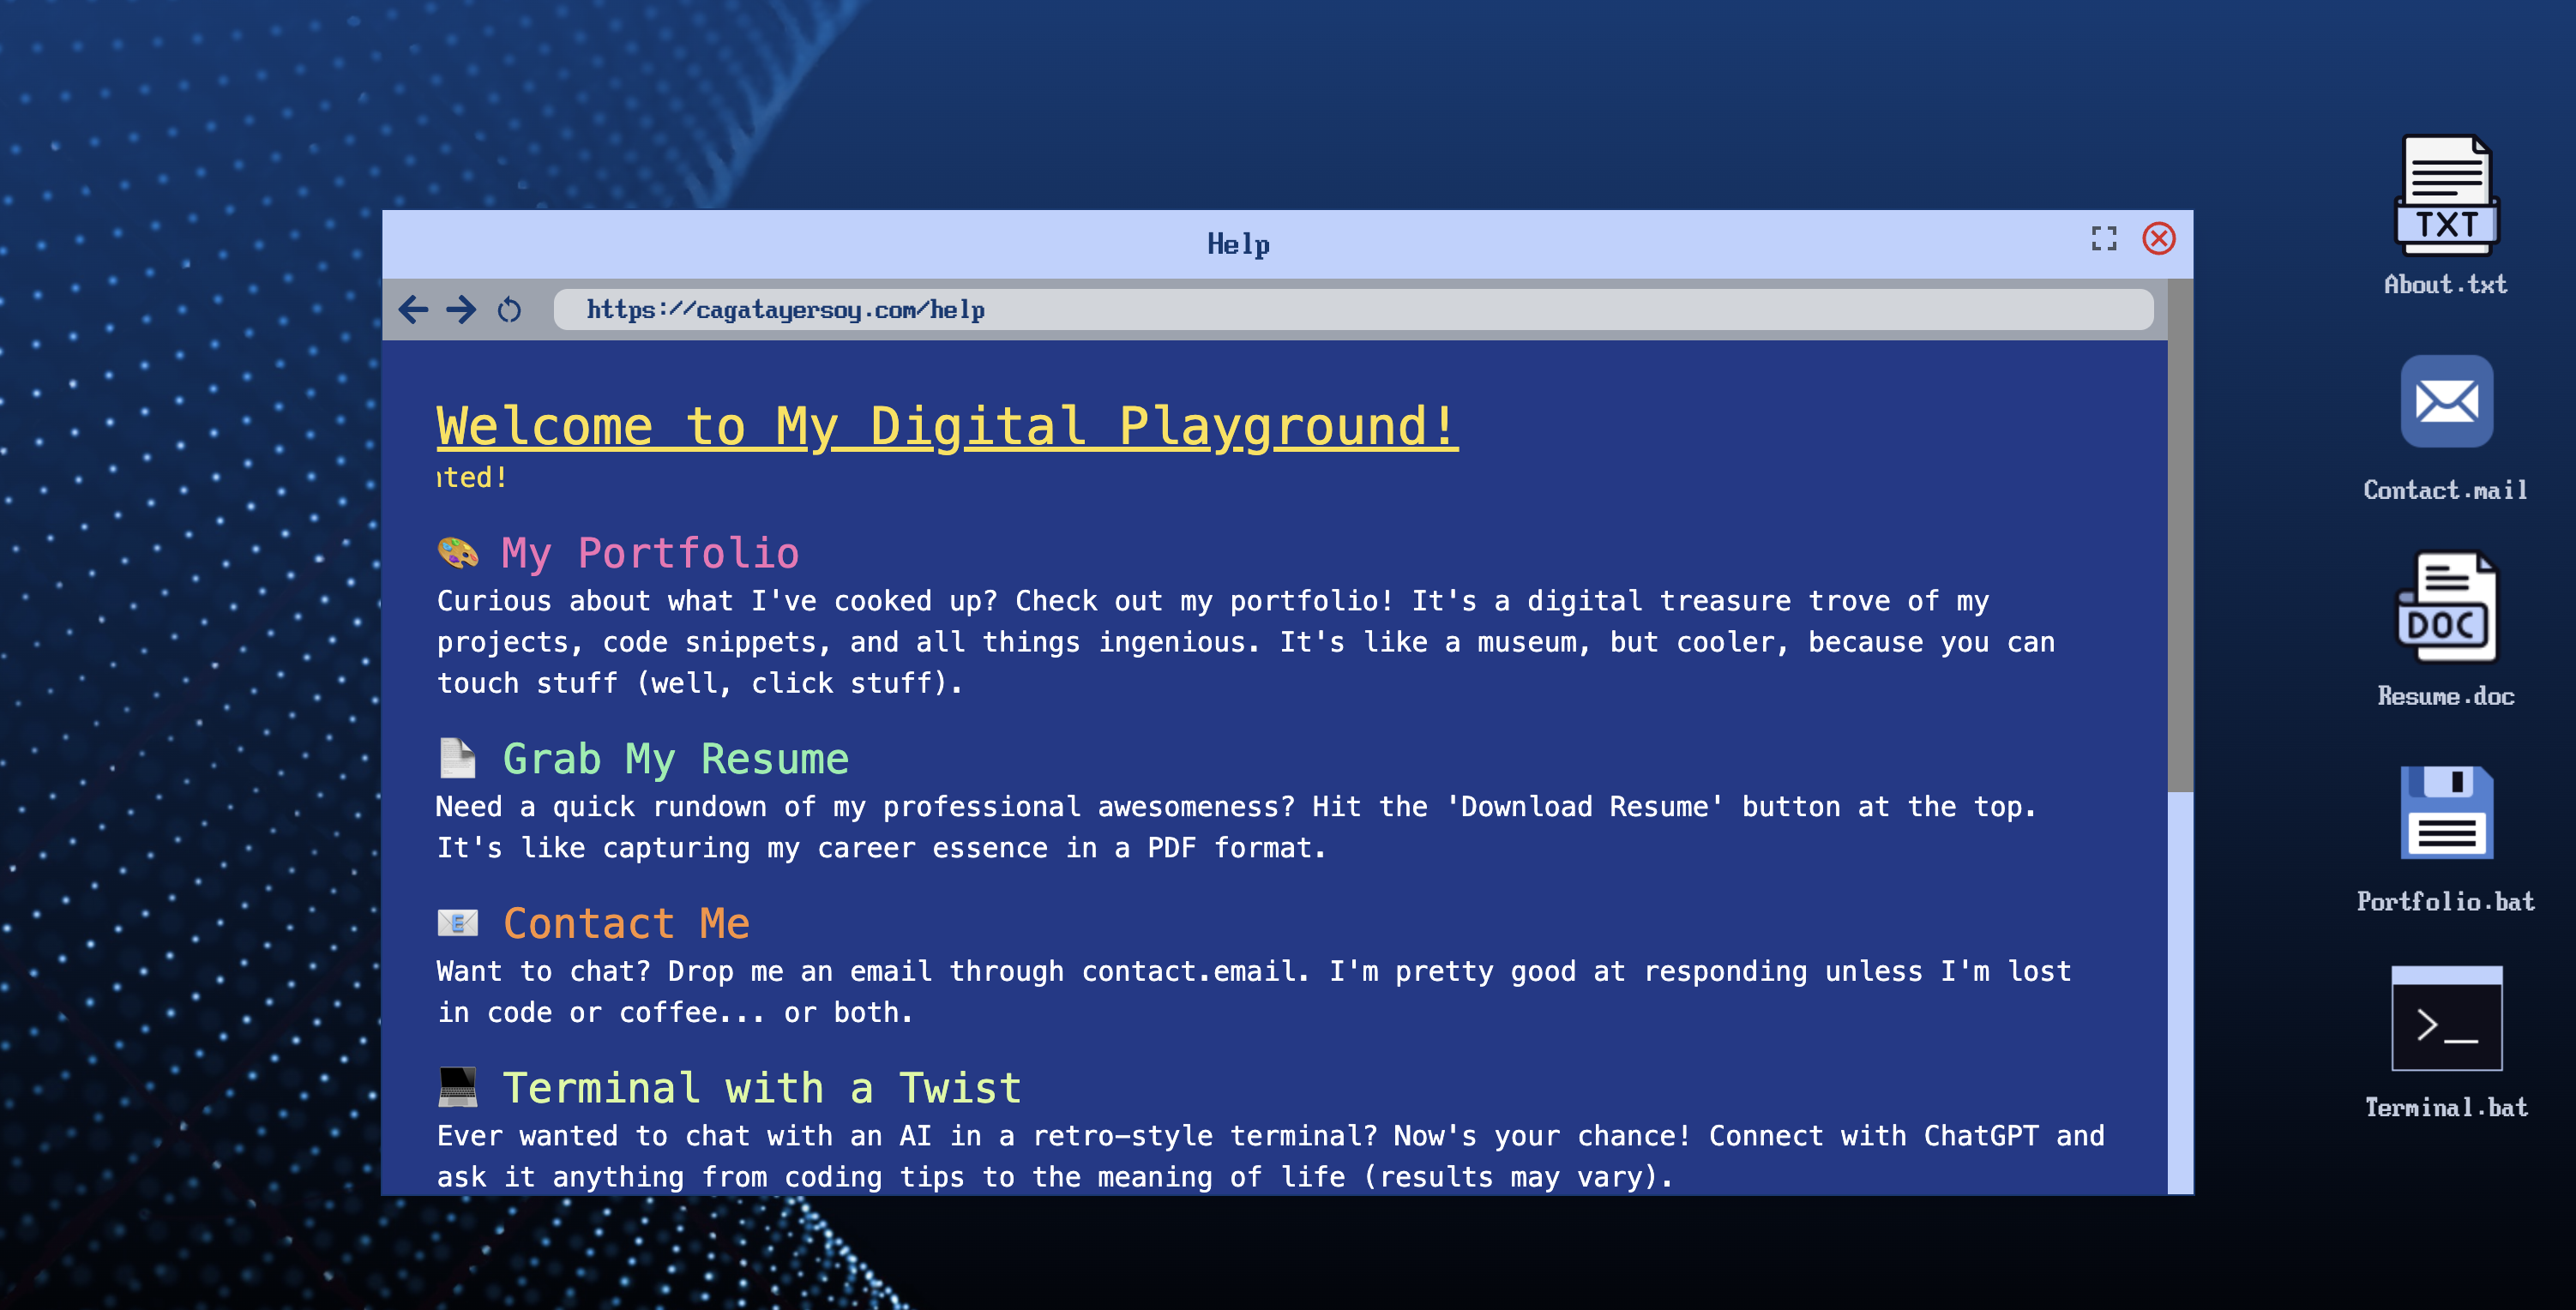 Help
https://cagatayersoy.com/help
Welcome to My Digital Playground!
ted!
My Portfolio
Curious about what I've cooked up? Check out my portfolio! It's a digital treasure trove of my
projects, code snippets, and all things ingenious. It's like a museum, but cooler, because you can
touch stuff (well, click stuff).
Grab My Resume
Need a quick rundown of my professional awesomeness? Hit the 'Download Resume' button at the top.
It's like capturing my career essence in a PDF format.
Contact Me
Want to chat? Drop me an email through contact.email. I'm pretty good at responding unless I'm lost
in code or coffee... or both.
Terminal with a Twist
Ever wanted to chat with an AI in a retro-style terminal? Now's your chance! Connect with ChatGPT and
ask it anything from coding tips to the meaning of life (results may vary).
TXT
About.txt
Contact.mail
DOC
Resume.doc
Portfolio.bat
>_
Terminal.bat